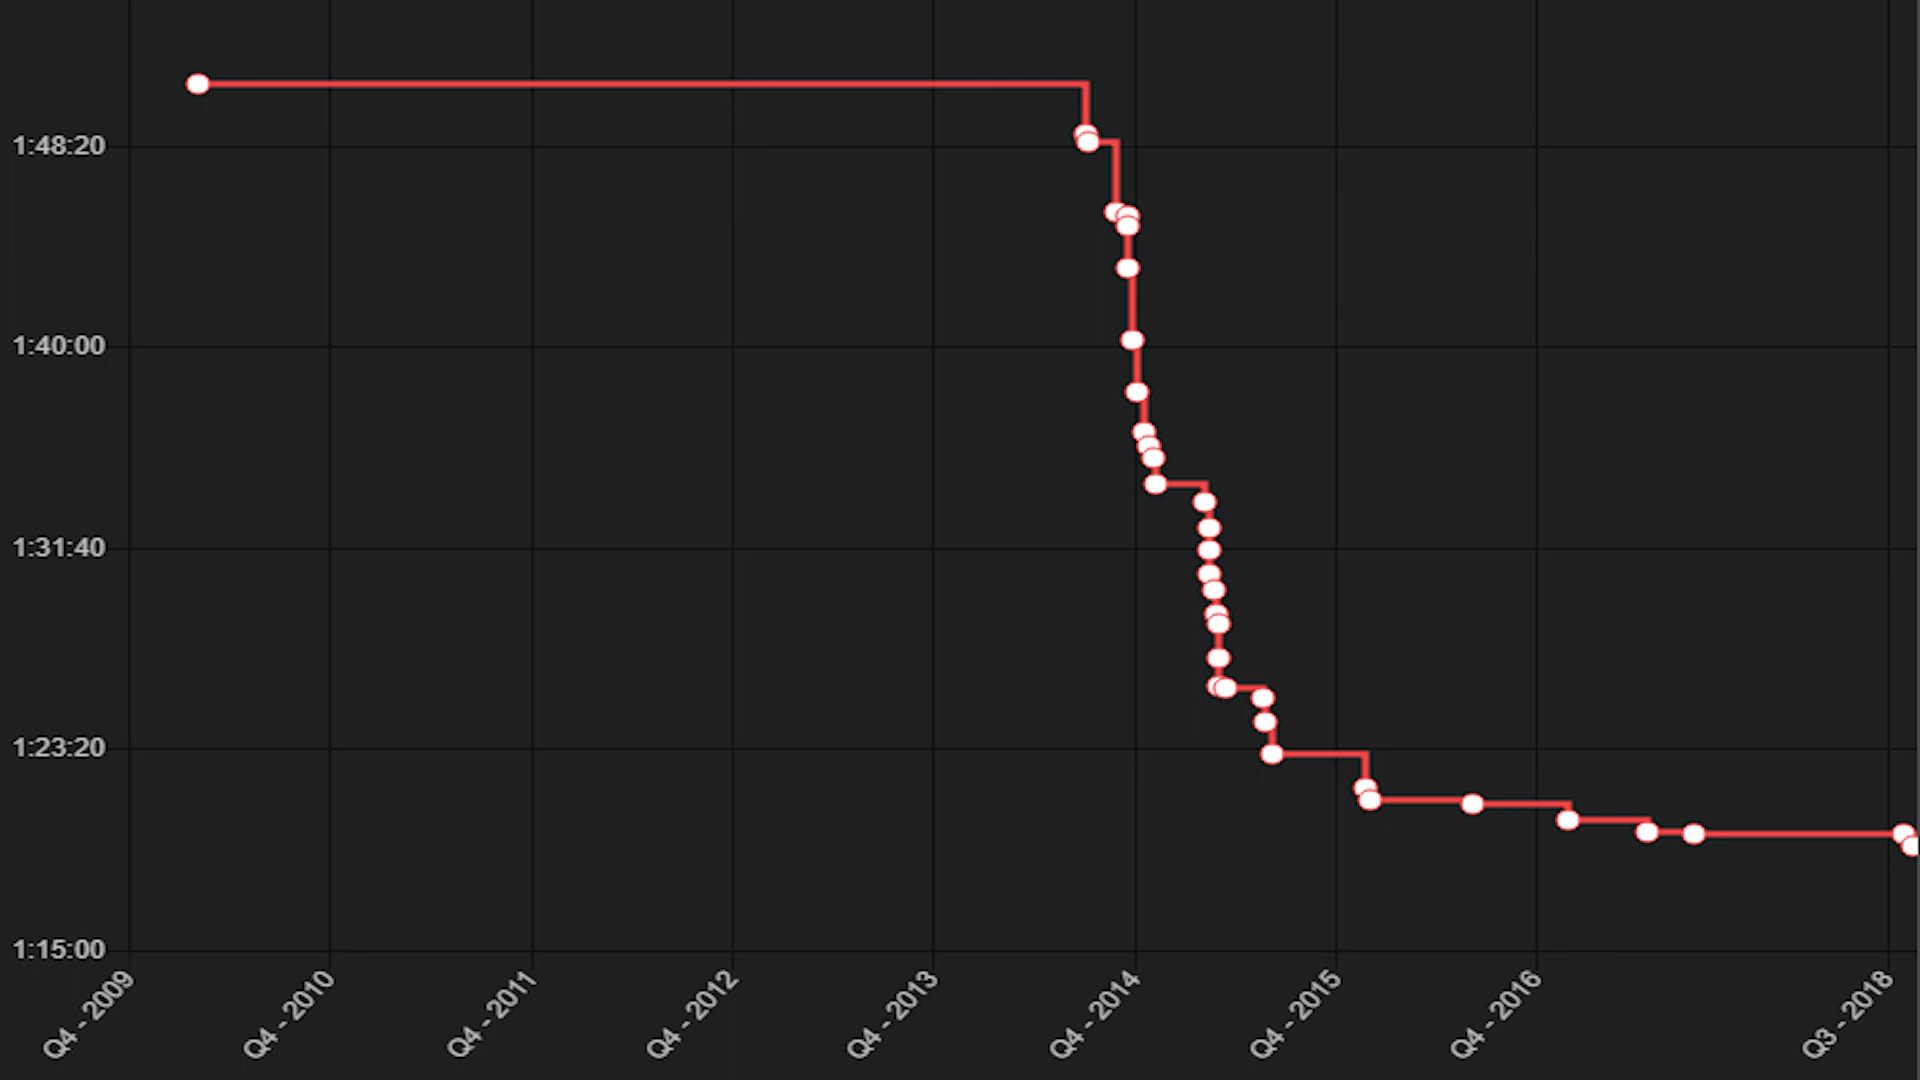 1:48:20
1:40:00
1:31:40
1:23:20
1:15:00
Q4 - 2009
Q4 - 2010
Q4 - 2011
Q4 - 2012
Q4 - 2013
Q4 - 2014
Q4 - 2015
Q4 - 2016
Q3 - 2018